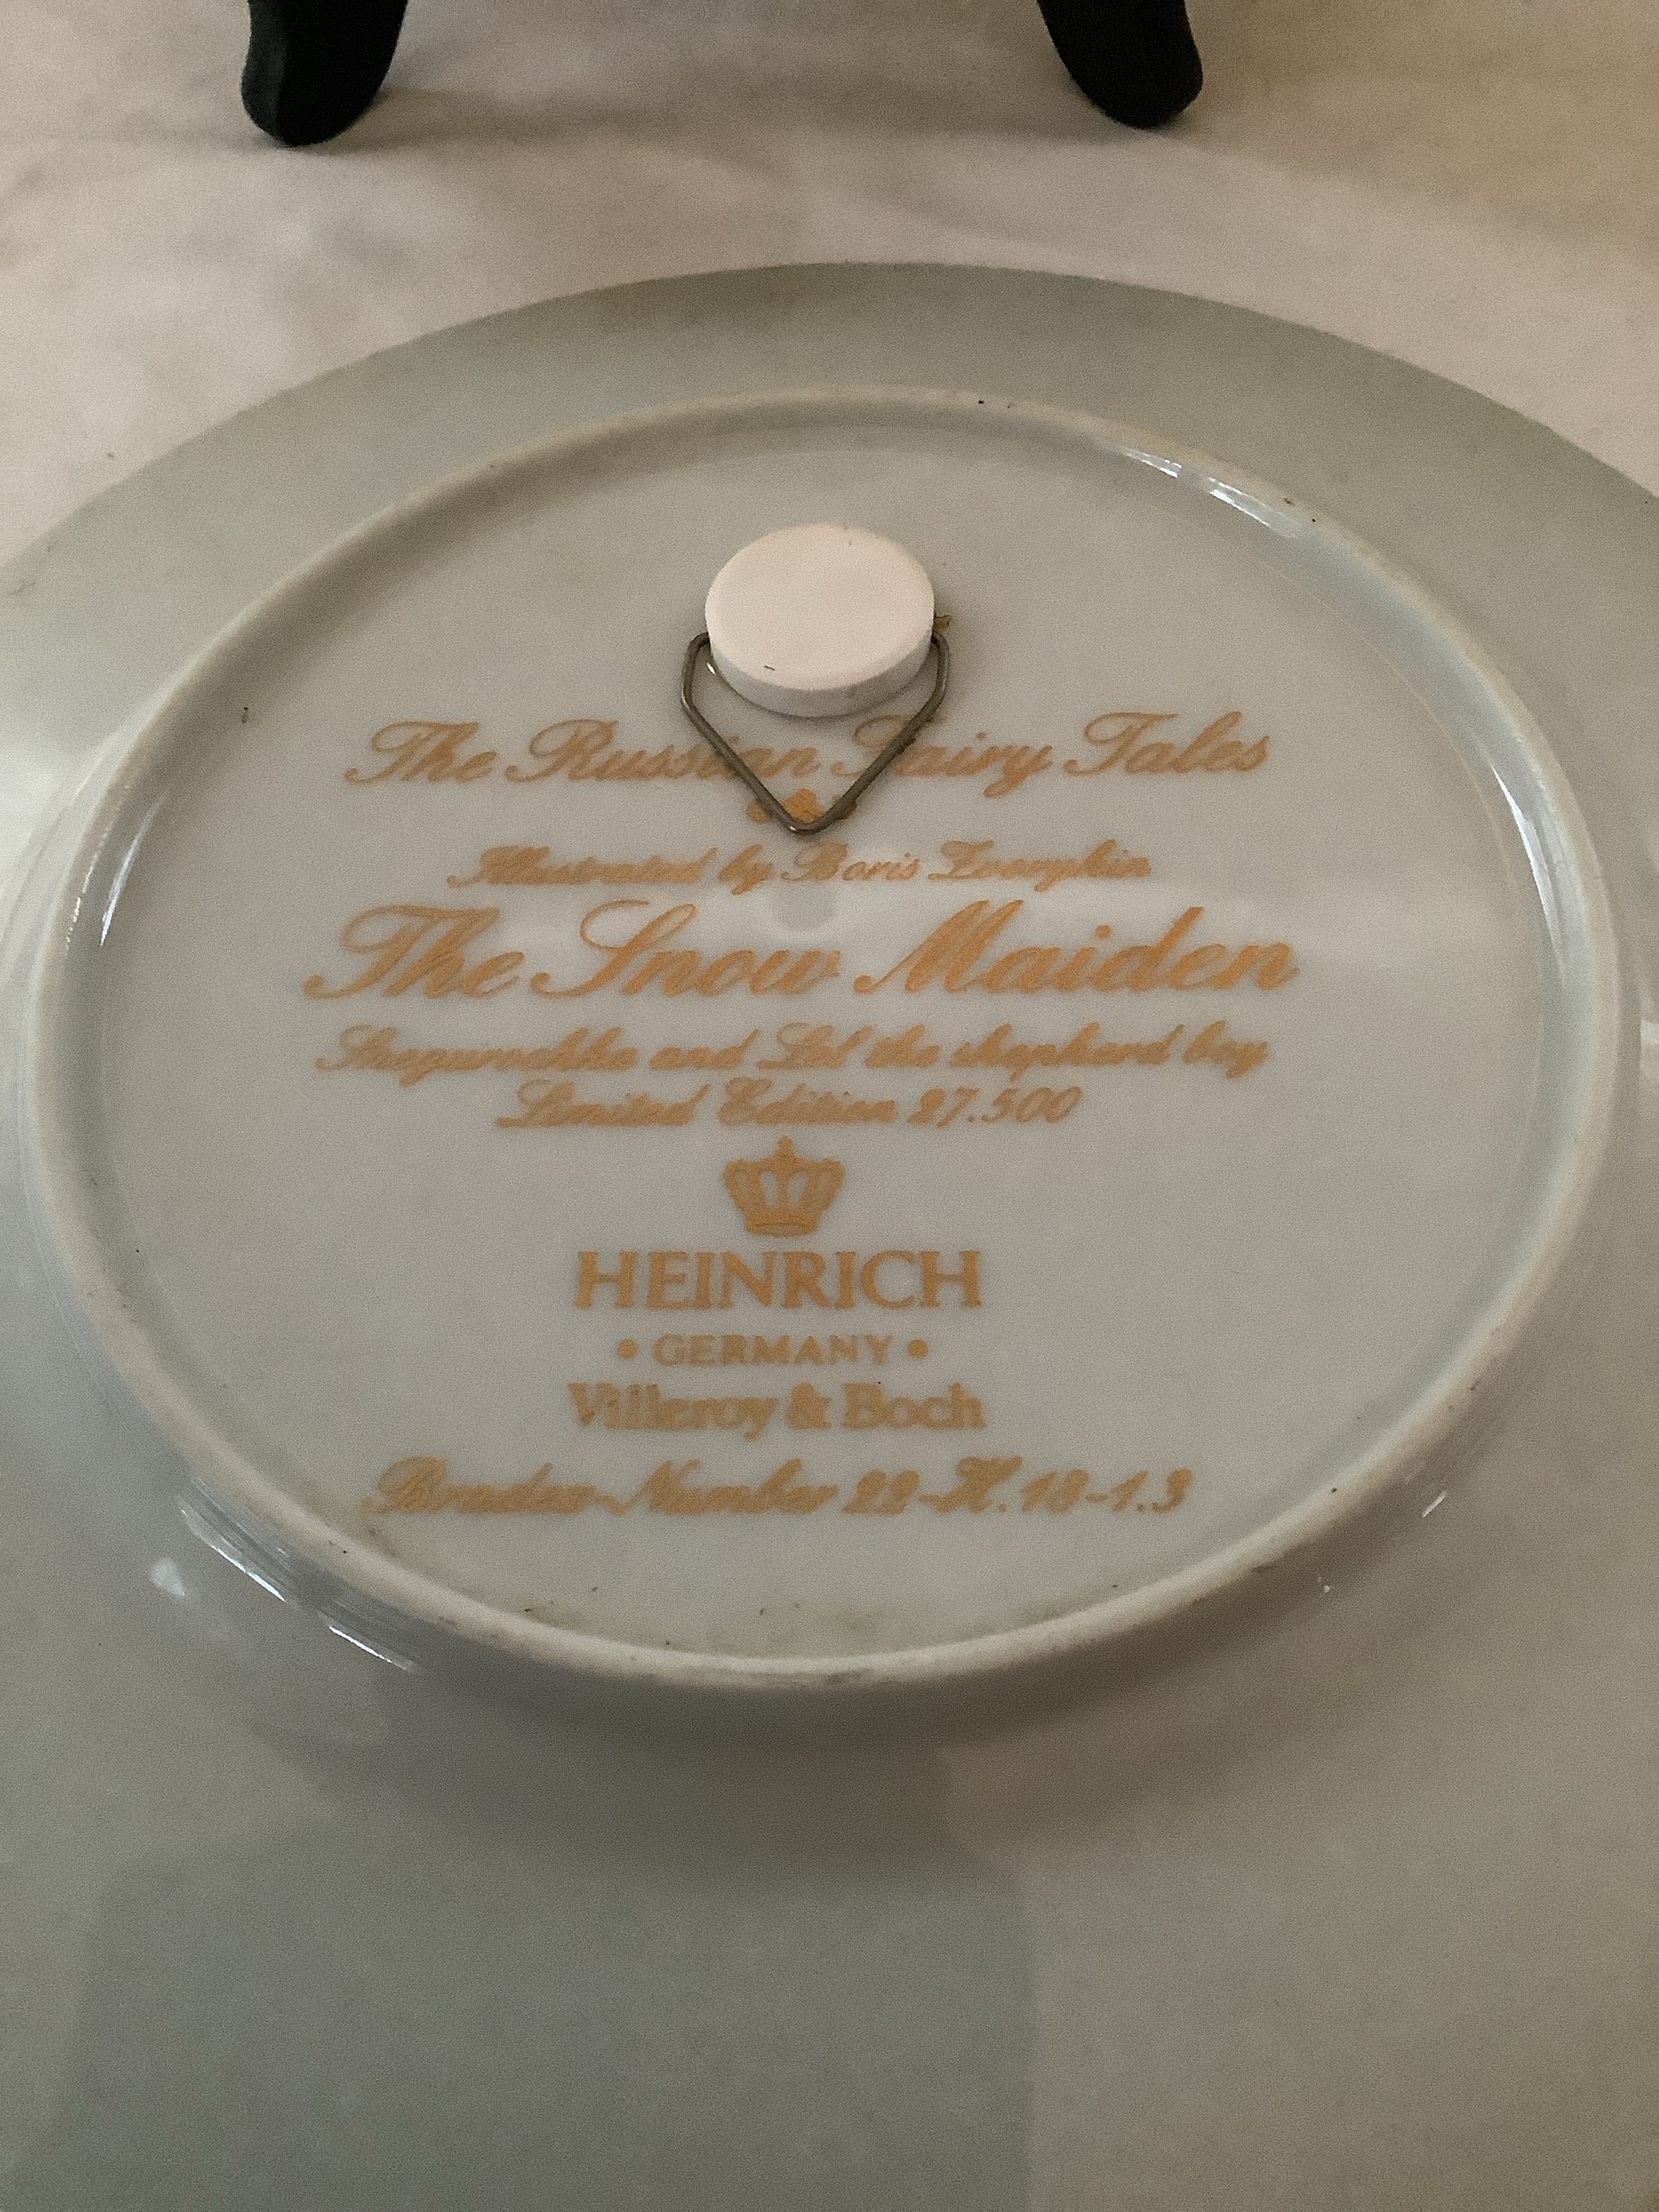 The Russian Fairy Tales
Illustrated by Boris Zvorykin
The Snow Maiden
Snegurochka and Lel the shepherd boy
Limited Edition 27.500
HEINRICH
• GERMANY •
Villeroy & Boch
Bradex-Number 22-H.18-1.3